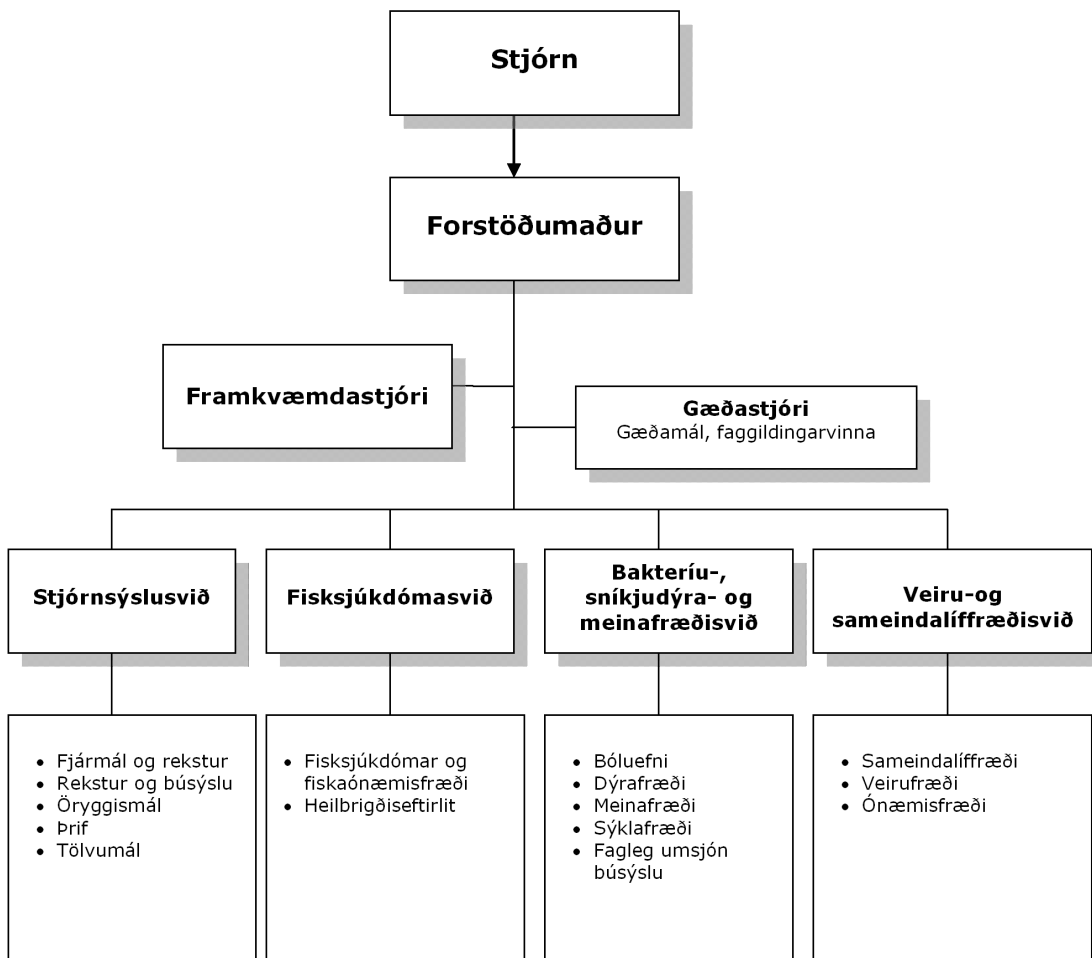 Stjórn
Forstöðumaður
Framkvæmdastjóri
Gæðastjóri
Gæðamál, faggildingarvinna
Stjórnsýslusvið
Fisksjúkdómasvið
Bakteríu-,
sníkjudýra- og
meinafræðisvið
Veiru-og
sameindalíffræðisvið
• Fjármál og rekstur
• Rekstur og búsýslu
• Öryggismál
• Þrif
• Tölvumál
• Fisksjúkdómar og
fiskaónæmisfræði
• Heilbrigðiseftirlit
• Bóluefni
• Dýrafræði
• Meinafræði
• Sýklafræði
• Fagleg umsjón
búsýslu
• Sameindalíffræði
• Veirufræði
• Ónæmisfræði